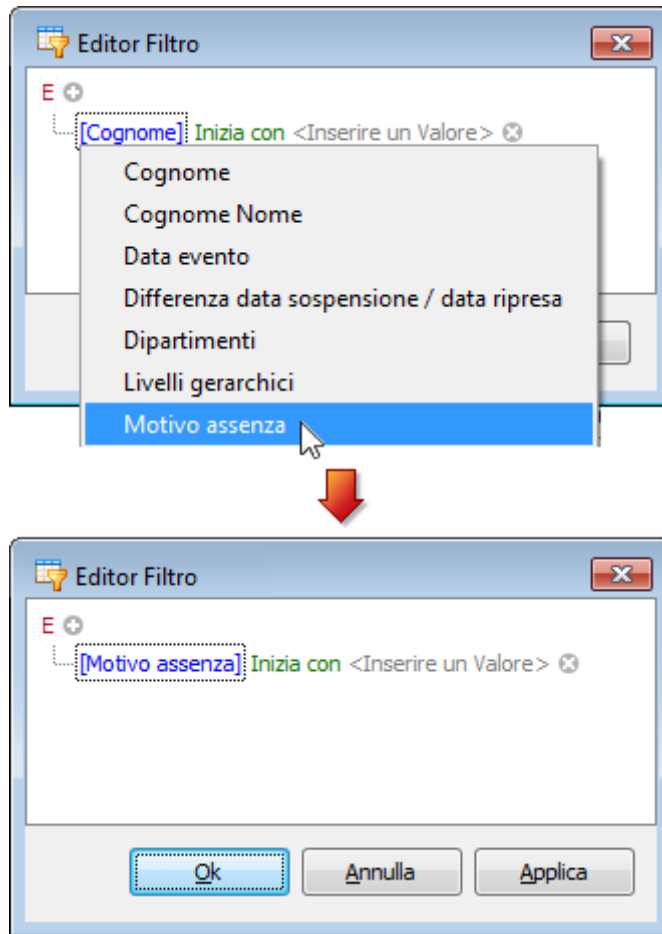 Editor Filtro
E
[Cognome] Inizia con <Inserire un Valore>
Cognome
Cognome Nome
Data evento
Differenza data sospensione / data ripresa
Dipartimenti
Livelli gerarchici
Motivo assenza
Editor Filtro
E
[Motivo assenza] Inizia con <Inserire un Valore>
Ok Annulla Applica